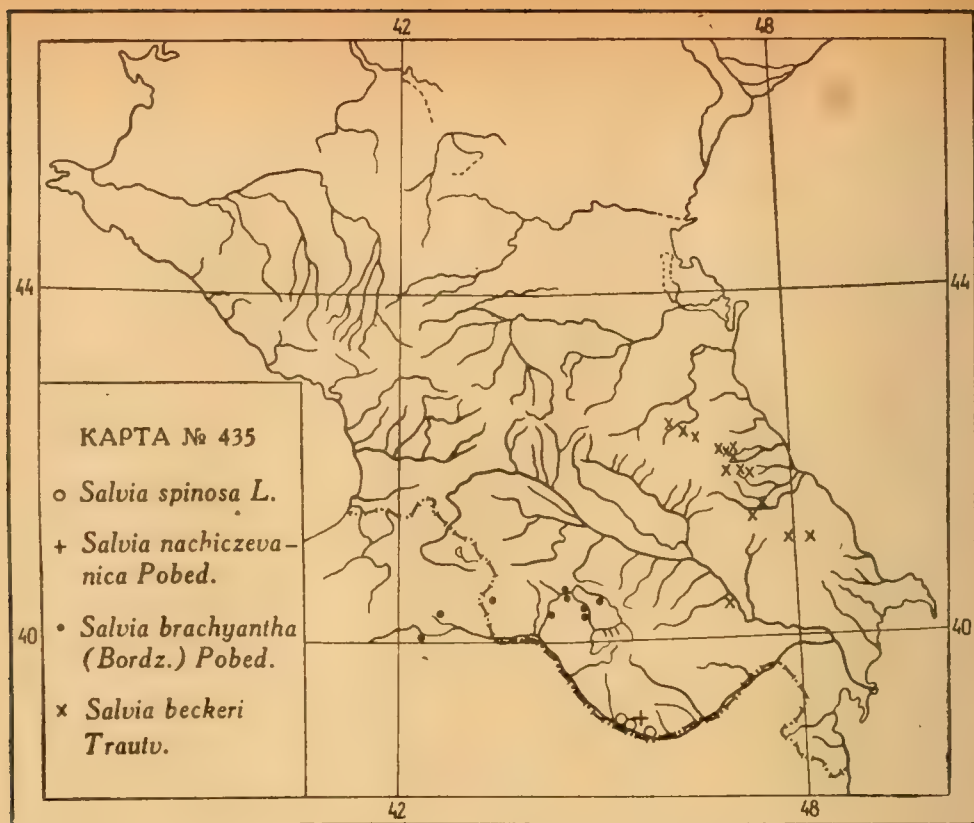 42 48
44 44
КАРТА № 435
Salvia spinosa L.
+ Salvia nachiczeva-
nica Pobed.
• Salvia brachyantha
(Bordz.) Pobed.
× Salvia beckeri
Trautv.
40 40
42 48